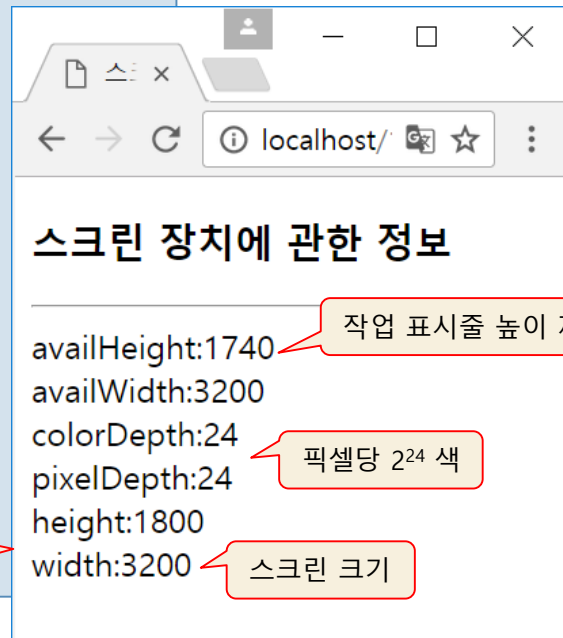 스크
localhost/
스크린 장치에 관한 정보
작업 표시줄 높이
availHeight:1740
availWidth:3200
colorDepth:24
픽셀당 2²⁴ 색
pixelDepth:24
height:1800
width:3200
스크린 크기